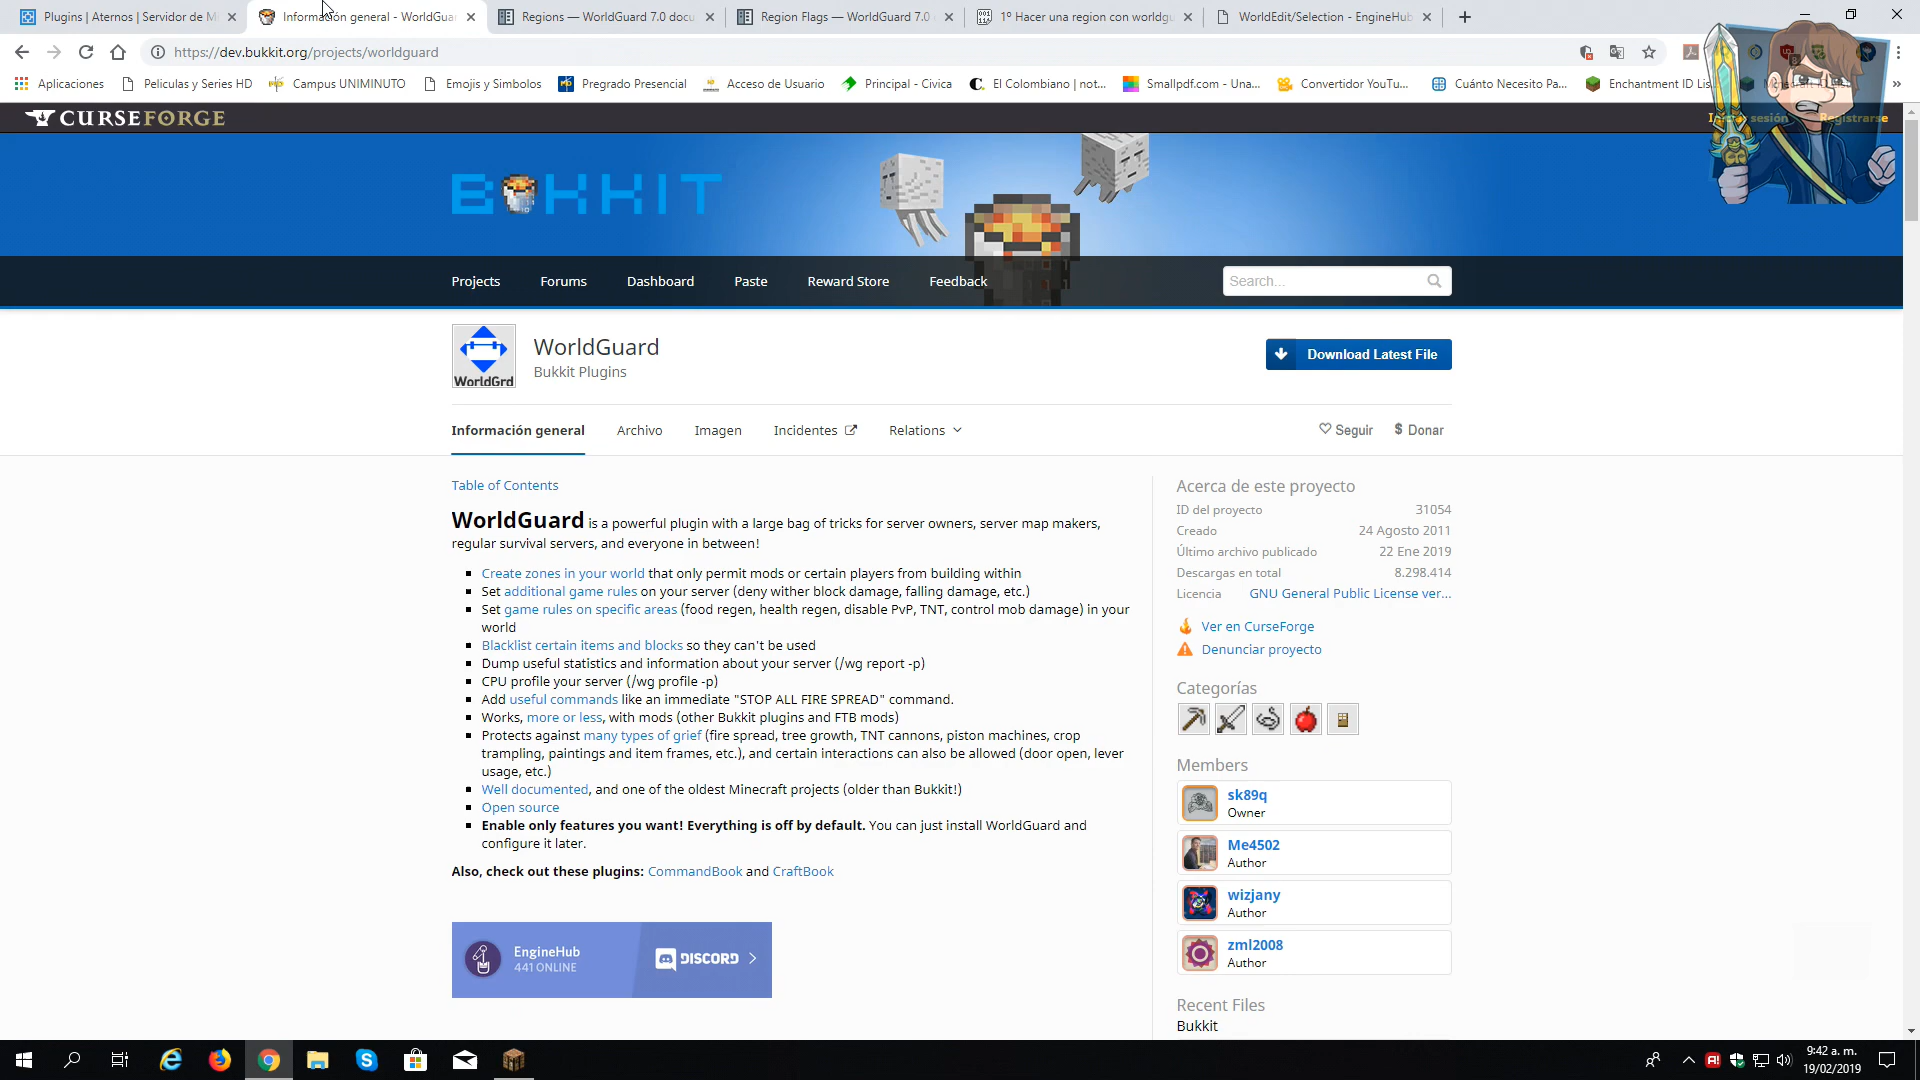 Plugins | Aternos | Servidor de M
Información general - WorldGuar
Regions — WorldGuard 7.0 docu
Region Flags — WorldGuard 7.0
1º Hacer una region con worldgu
WorldEdit/Selection - EngineHub
https://dev.bukkit.org/projects/worldguard
Aplicaciones
Peliculas y Series HD
Campus UNIMINUTO
Emojis y Simbolos
Pregrado Presencial
Acceso de Usuario
Principal - Civica
El Colombiano | not...
Smallpdf.com - Una...
Convertidor YouTu...
Cuánto Necesito Pa...
Enchantment ID Lis
CURSEFORGE
sesión
Registrarse
BUKKIT
Projects
Forums
Dashboard
Paste
Reward Store
Feedback
Search...
WorldGrd
WorldGuard
Bukkit Plugins
Download Latest File
Información general
Archivo
Imagen
Incidentes
Relations
Seguir
$ Donar
Table of Contents
WorldGuard is a powerful plugin with a large bag of tricks for server owners, server map makers,
regular survival servers, and everyone in between!
Create zones in your world that only permit mods or certain players from building within
Set additional game rules on your server (deny wither block damage, falling damage, etc.)
Set game rules on specific areas (food regen, health regen, disable PvP, TNT, control mob damage) in your
world
Blacklist certain items and blocks so they can't be used
Dump useful statistics and information about your server (/wg report -p)
CPU profile your server (/wg profile -p)
Add useful commands like an immediate "STOP ALL FIRE SPREAD" command.
Works, more or less, with mods (other Bukkit plugins and FTB mods)
Protects against many types of grief (fire spread, tree growth, TNT cannons, piston machines, crop
trampling, paintings and item frames, etc.), and certain interactions can also be allowed (door open, lever
usage, etc.)
Well documented, and one of the oldest Minecraft projects (older than Bukkit!)
Open source
Enable only features you want! Everything is off by default. You can just install WorldGuard and
configure it later.
Also, check out these plugins: CommandBook and CraftBook
EngineHub
441 ONLINE
DISCORD
Acerca de este proyecto
ID del proyecto 31054
Creado 24 Agosto 2011
Último archivo publicado 22 Ene 2019
Descargas en total 8.298.414
Licencia GNU General Public License ver...
Ver en CurseForge
Denunciar proyecto
Categorías
Members
sk89q
Owner
Me4502
Author
wizjany
Author
zml2008
Author
Recent Files
Bukkit
9:42 a. m.
19/02/2019